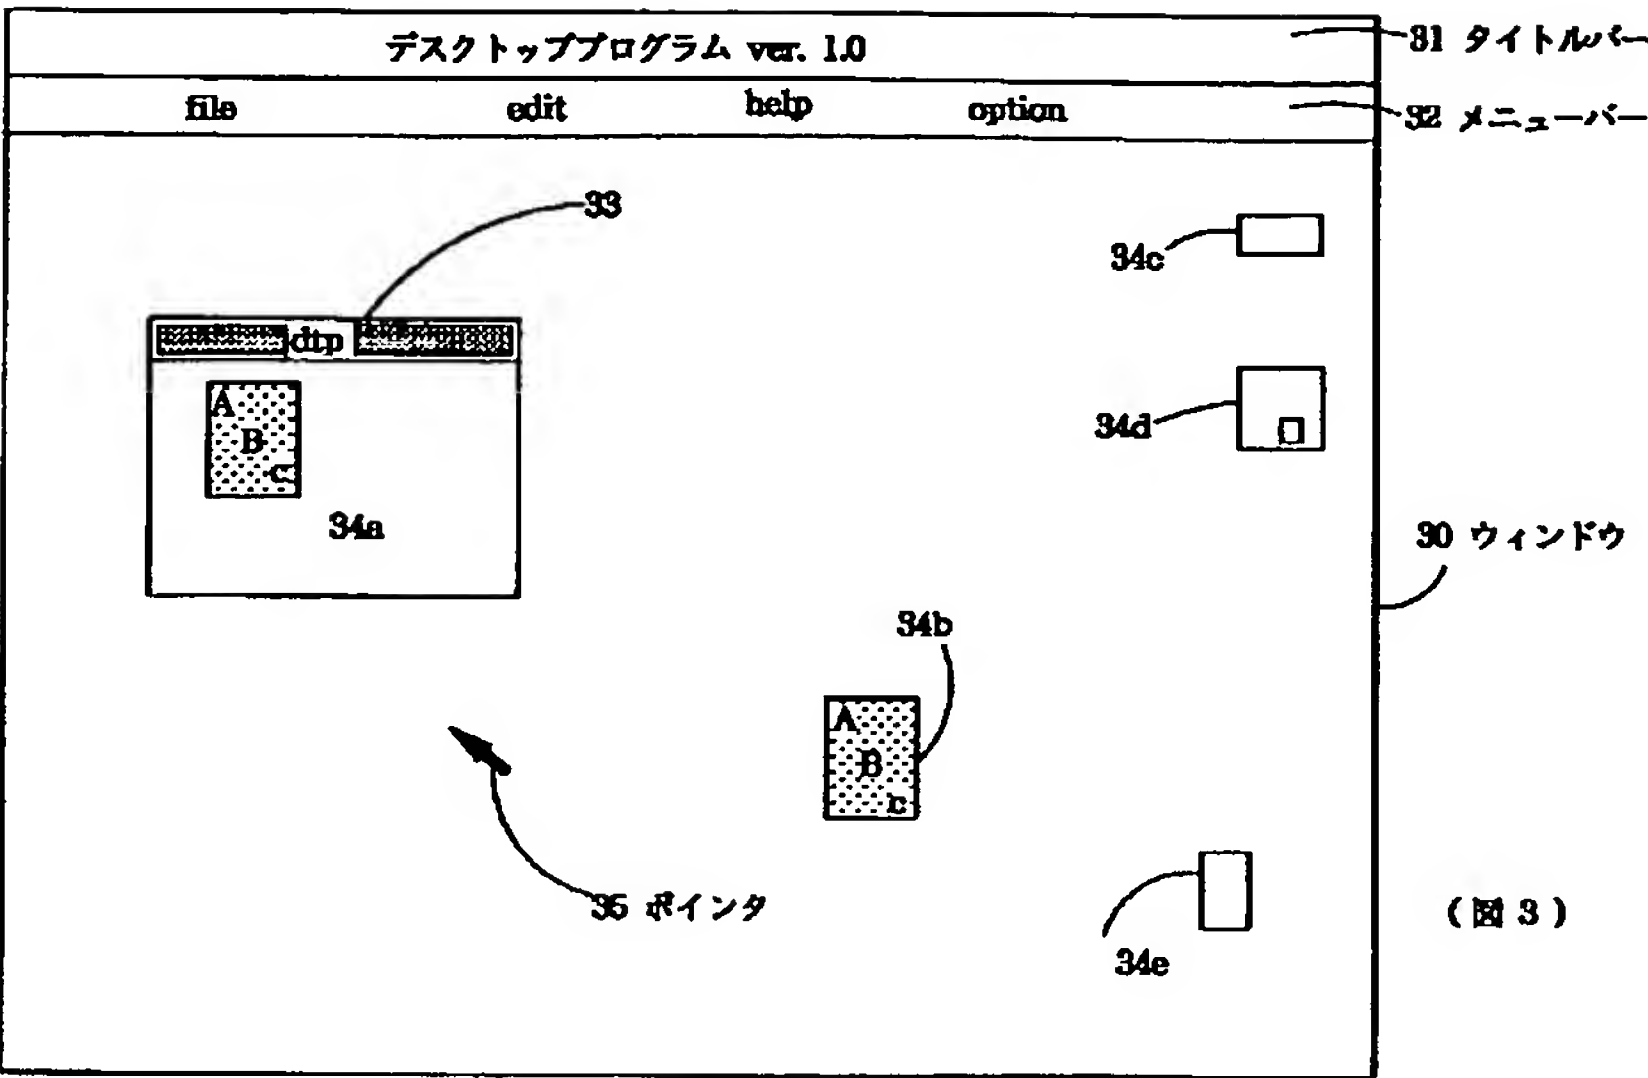 デスクトッププログラム ver. 1.0
31 タイトルバー
file edit help option
32 メニューバー
33
34c
dtp
34d
A
B
c
34a
30 ウィンドウ
34b
A
B
c
35 ポインタ
(図3)
34e